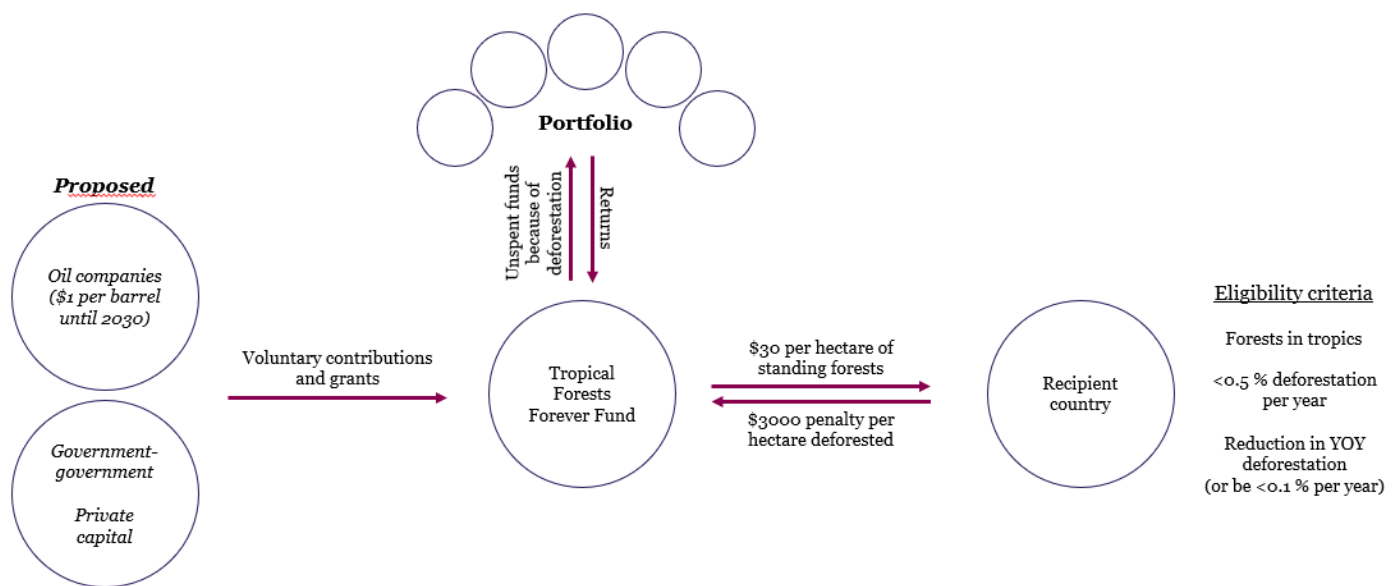 Portfolio
Unspent funds
because of
deforestation
Returns
Proposed
Oil companies
($1 per barrel
until 2030)
Government-
government
Private
capital
Voluntary contributions
and grants
Tropical
Forests
Forever Fund
$30 per hectare of
standing forests
$3000 penalty per
hectare deforested
Recipient
country
Eligibility criteria
Forests in tropics
<0.5 % deforestation
per year
Reduction in YOY
deforestation
(or be <0.1 % per year)